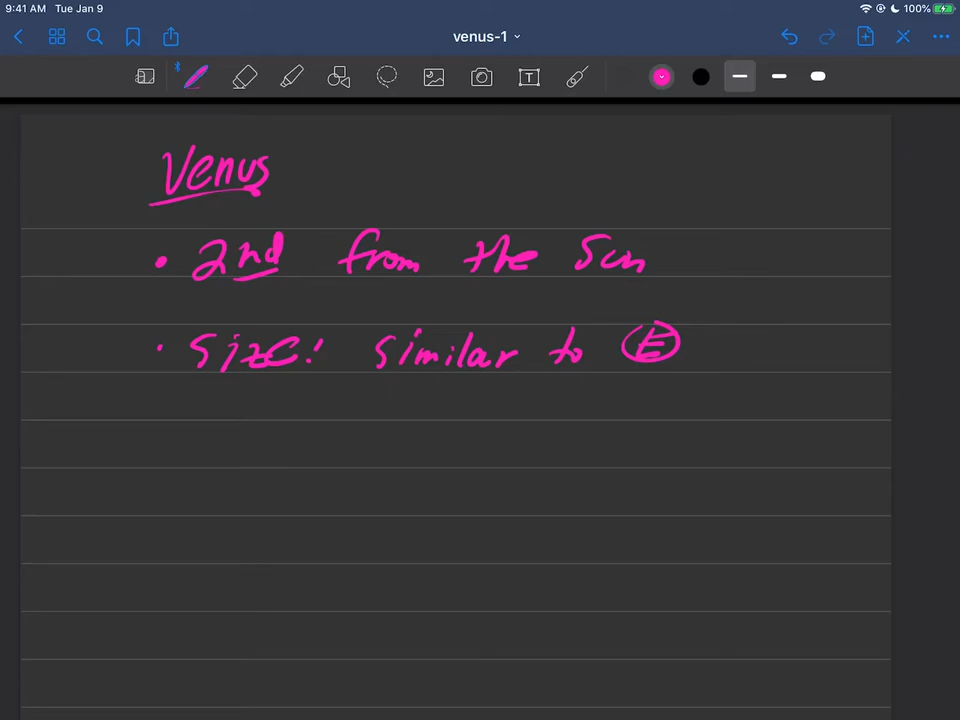 9:41 AM Tue Jan 9 100%
venus-1
T
Venus
• 2nd from the Sun
• Size: similar to Ⓔ